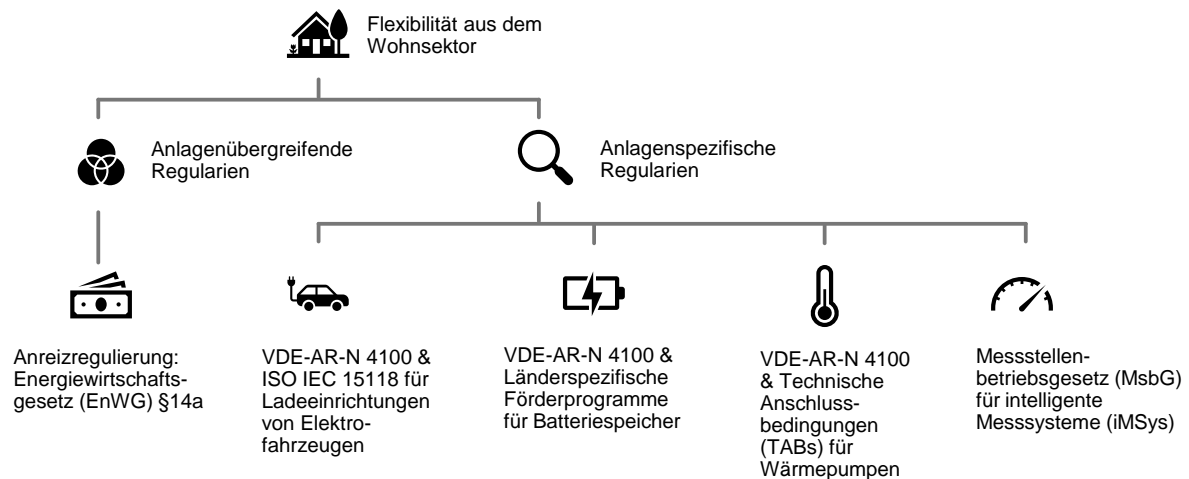 Flexibilität aus dem
Wohnsektor
Anlagenübergreifende
Regularien
Anlagenspezifische
Regularien
Anreizregulierung:
Energiewirtschafts-
gesetz (EnWG) §14a
VDE-AR-N 4100 &
ISO IEC 15118 für
Ladeeinrichtungen
von Elektro-
fahrzeugen
VDE-AR-N 4100 &
Länderspezifische
Förderprogramme
für Batteriespeicher
VDE-AR-N 4100
& Technische
Anschluss-
bedingungen
(TABs) für
Wärmepumpen
Messstellen-
betriebsgesetz (MsbG)
für intelligente
Messsysteme (iMSys)